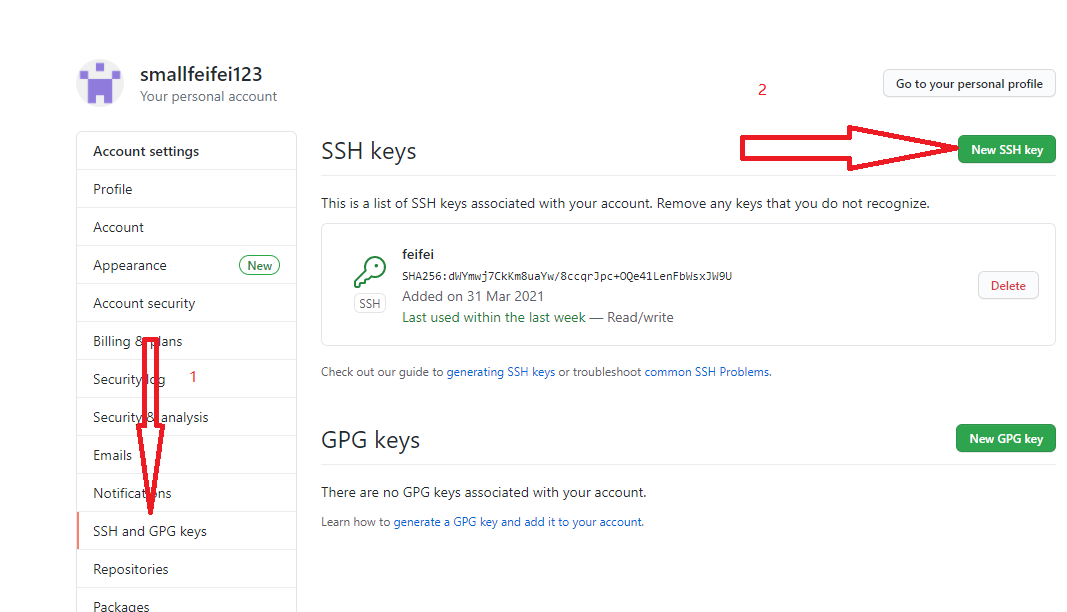 smallfeifei123
Your personal account
2
Go to your personal profile
Account settings
Profile
Account
Appearance New
Account security
Billing & plans
Security log 1
Security & analysis
Emails
Notifications
SSH and GPG keys
Repositories
Packages
SSH keys
New SSH key
This is a list of SSH keys associated with your account. Remove any keys that you do not recognize.
feifei
SHA256:dWYmwj7CkKm8uaYw/8ccqrJpc+OQe41LenFbWsxJW9U
Added on 31 Mar 2021
Last used within the last week — Read/write
SSH
Delete
Check out our guide to generating SSH keys or troubleshoot common SSH Problems.
GPG keys
New GPG key
There are no GPG keys associated with your account.
Learn how to generate a GPG key and add it to your account.